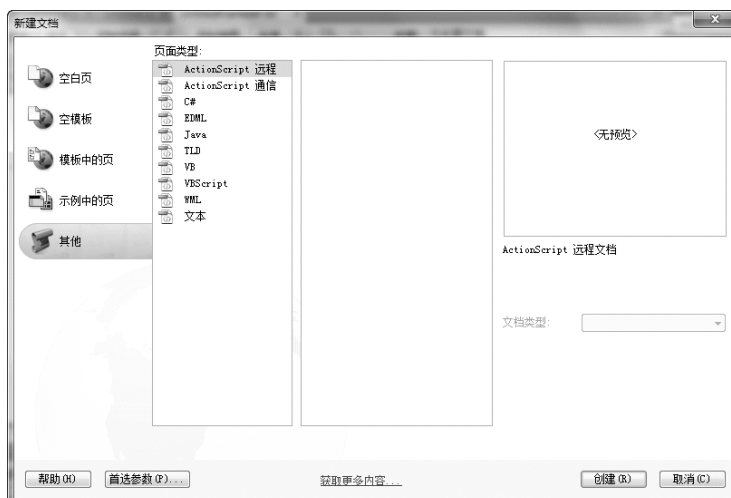 新建文档
页面类型:
空白页
空模板
模板中的页
示例中的页
其他
ActionScript 远程
ActionScript 通信
C#
EDML
Java
TLD
VB
VBScript
WML
文本
<无预览>
ActionScript 远程文档
文档类型:
帮助(H)
首选参数(P)...
获取更多内容...
创建(R)
取消(C)